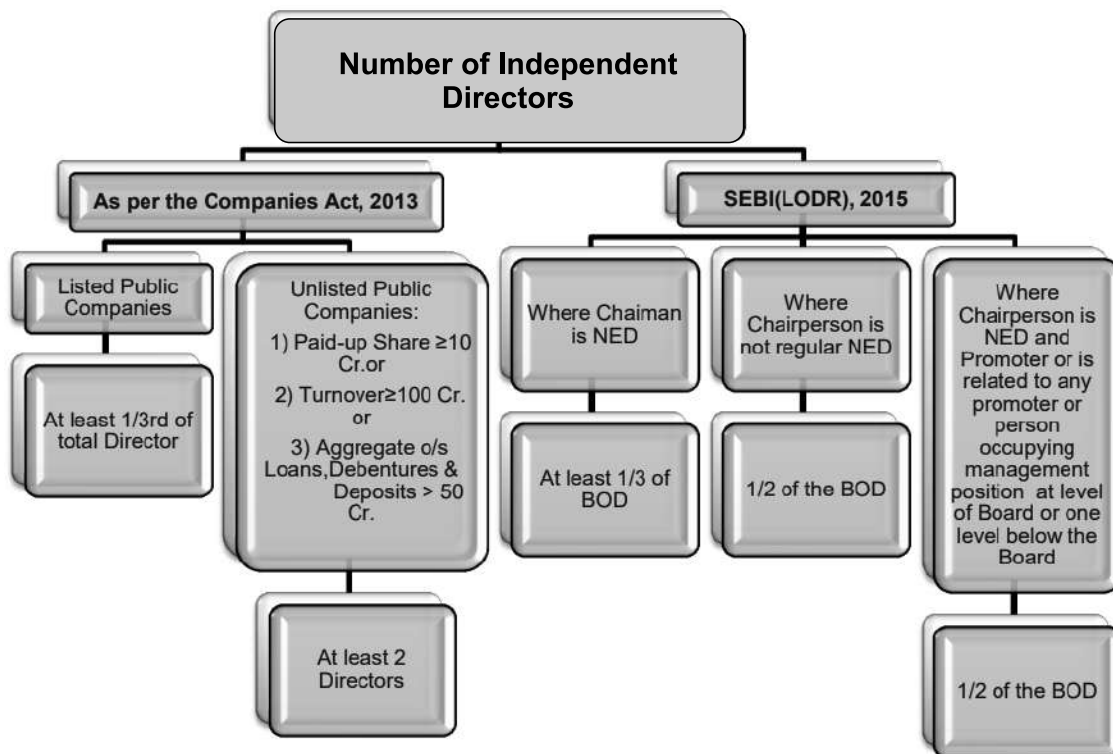 Number of Independent
Directors
As per the Companies Act, 2013
Listed Public
Companies
At least 1/3rd of
total Director
Unlisted Public
Companies:
1) Paid-up Share ≥10
Cr.or
2) Turnover≥100 Cr.
or
3) Aggregate o/s
Loans,Debentures &
Deposits > 50
Cr.
At least 2
Directors
SEBI(LODR), 2015
Where Chaiman
is NED
At least 1/3 of
BOD
Where
Chairperson is
not regular NED
1/2 of the BOD
Where
Chairperson is
NED and
Promoter or is
related to any
promoter or
person
occupying
management
position at level
of Board or one
level below the
Board
1/2 of the BOD